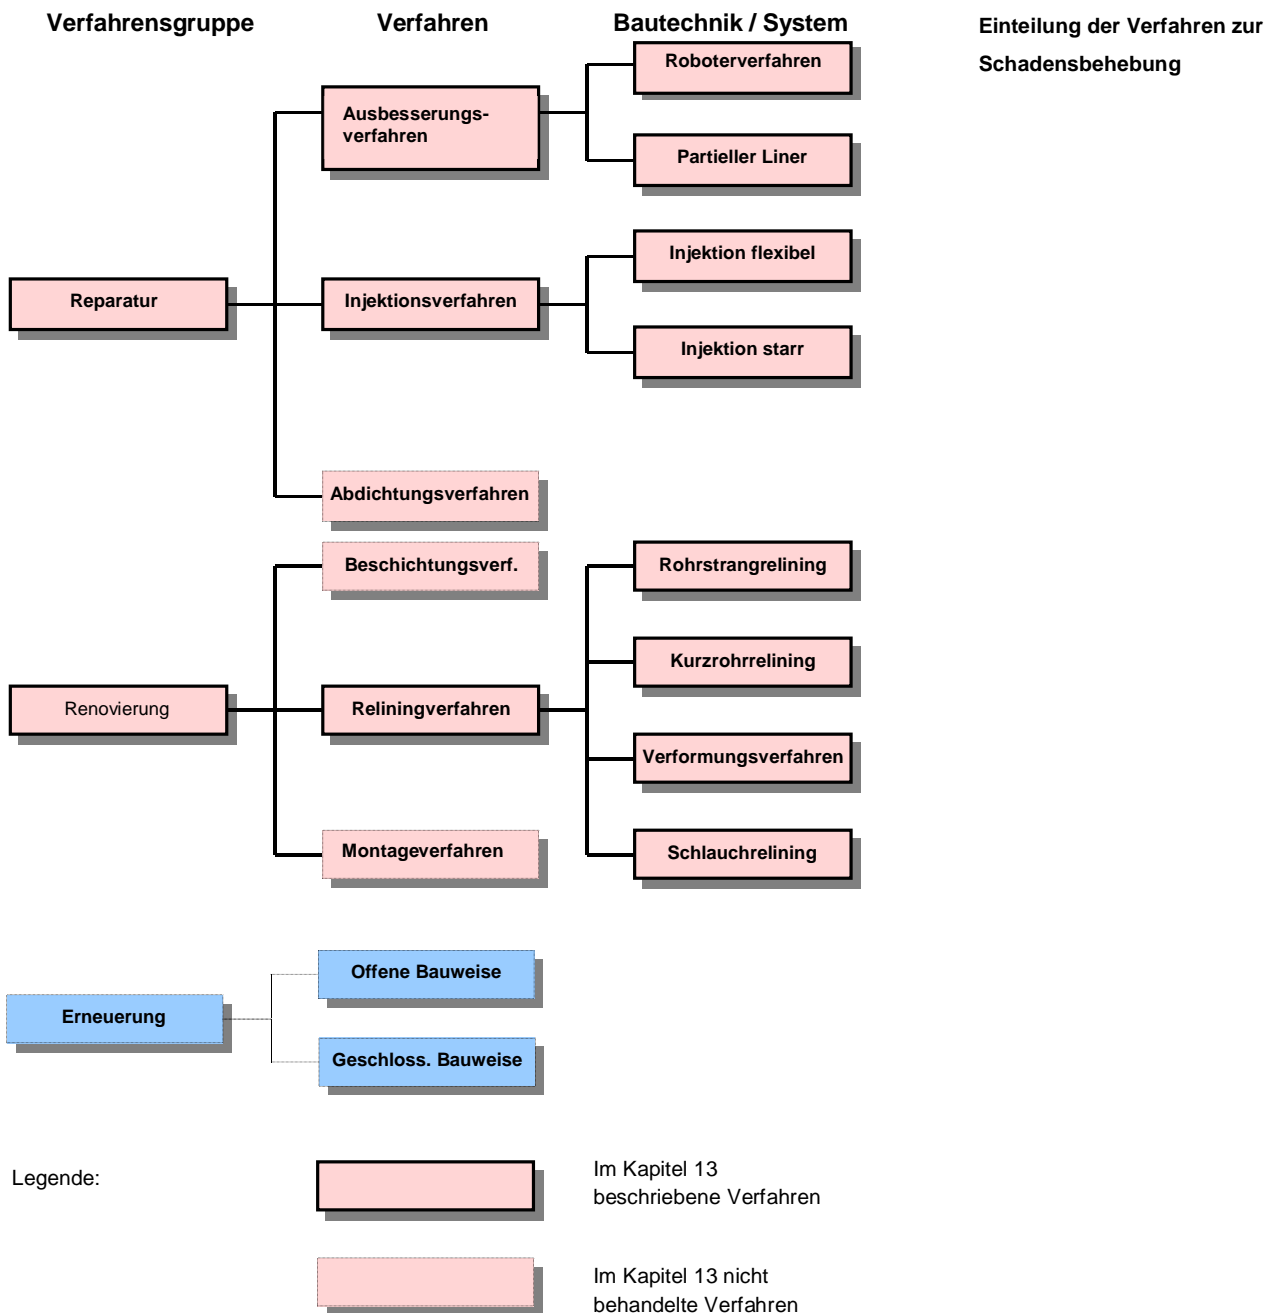 Verfahrensgruppe
Verfahren
Bautechnik / System
Einteilung der Verfahren zur
Schadensbehebung
Roboterverfahren
Ausbesserungs-
verfahren
Partieller Liner
Injektion flexibel
Reparatur
Injektionsverfahren
Injektion starr
Abdichtungsverfahren
Beschichtungsverf.
Rohrstrangrelining
Kurzrohrrelining
Renovierung
Reliningverfahren
Verformungsverfahren
Montageverfahren
Schlauchrelining
Offene Bauweise
Erneuerung
Geschloss. Bauweise
Legende:
Im Kapitel 13
beschriebene Verfahren
Im Kapitel 13 nicht
behandelte Verfahren